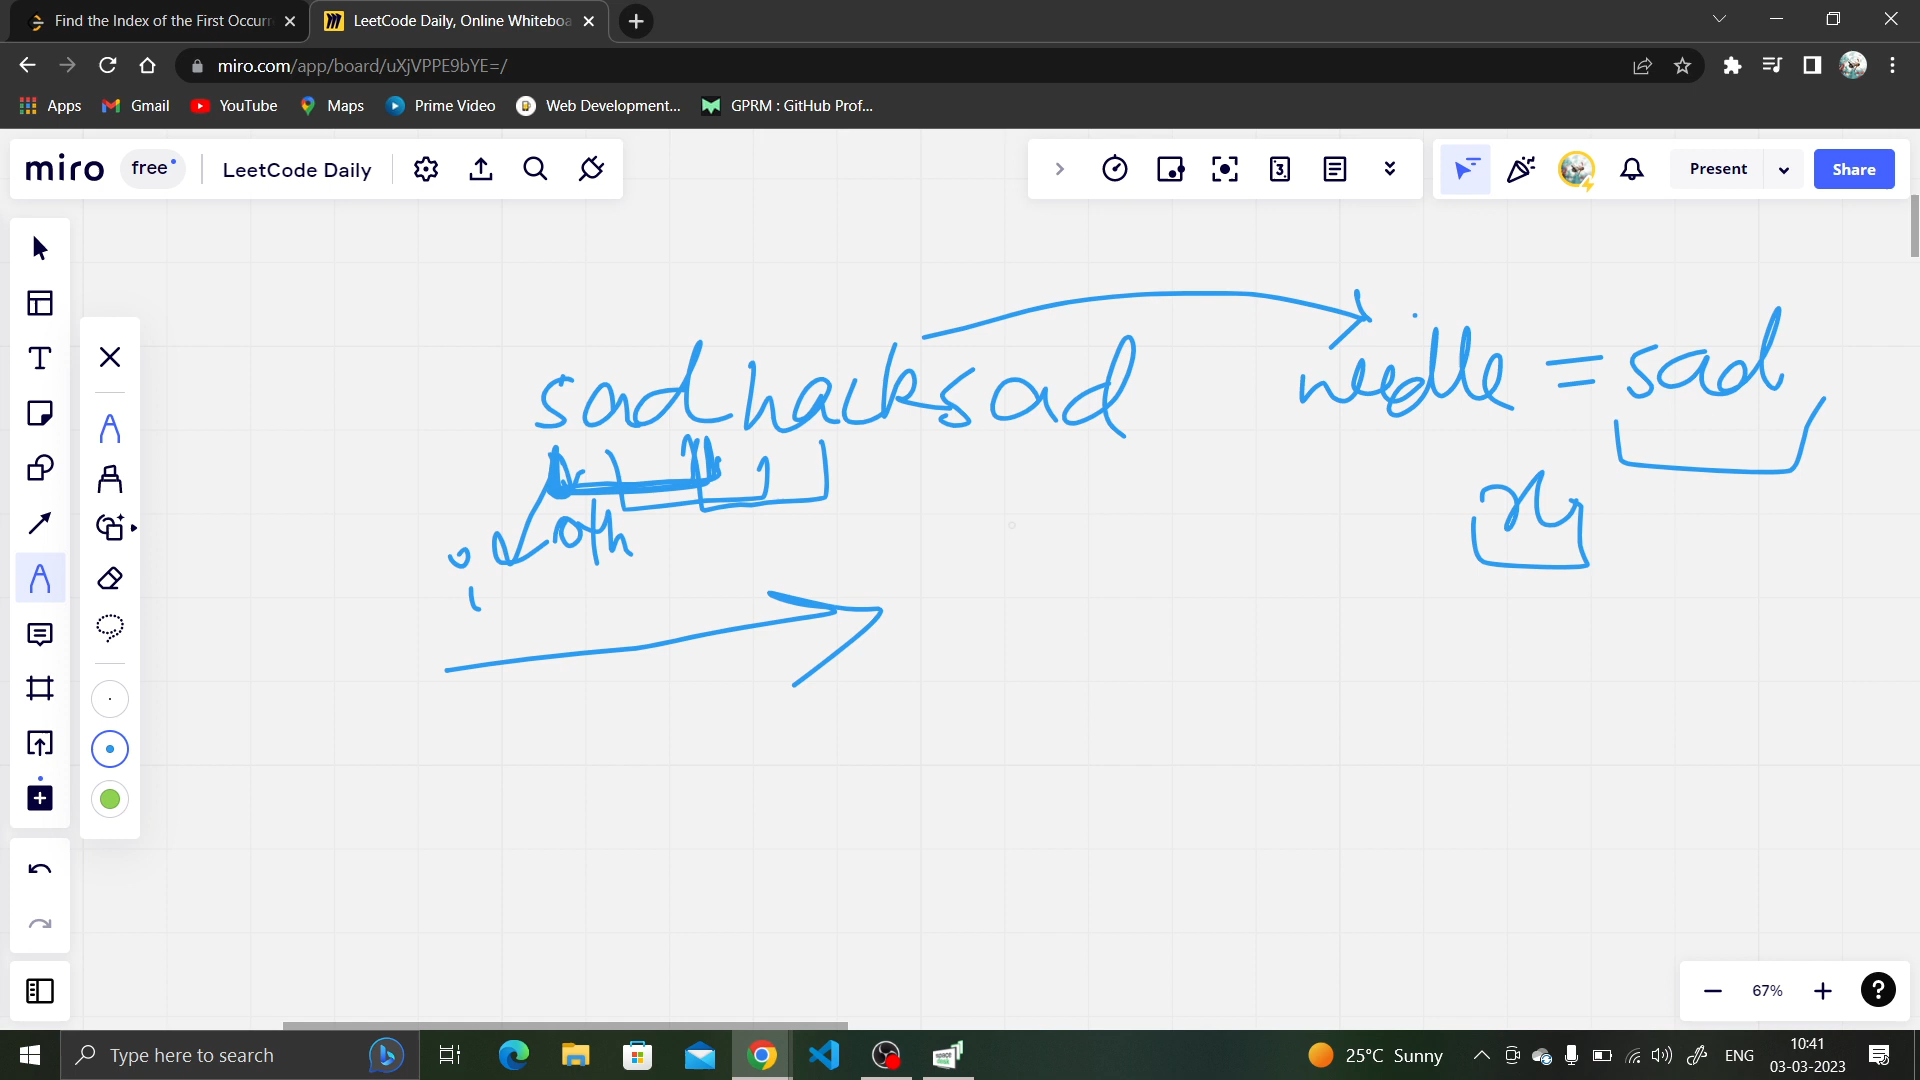 Find the Index of the First Occurr
LeetCode Daily, Online Whiteboa
miro.com/app/board/uXjVPPE9bYE=/
Apps
Gmail
YouTube
Maps
Prime Video
Web Development...
GPRM : GitHub Prof...
miro
free
LeetCode Daily
Present
Share
sadhacksad
needle = sad
0th
i
67%
Type here to search
25°C Sunny
ENG
10:41
03-03-2023